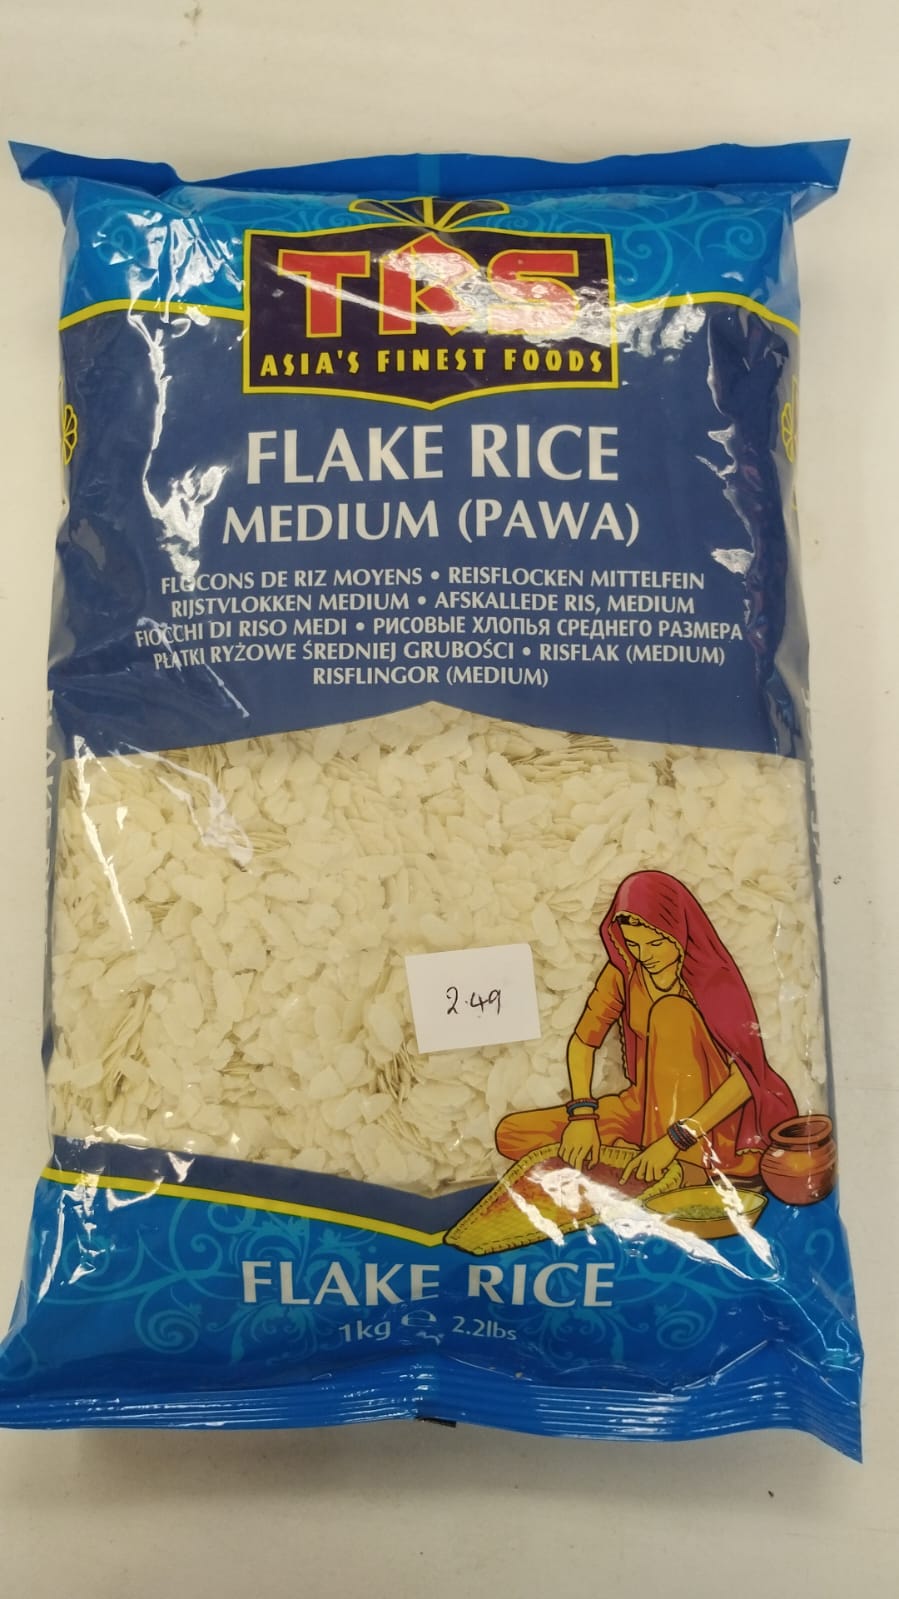 TRS
ASIA'S FINEST FOODS
FLAKE RICE
MEDIUM (PAWA)
FLOCONS DE RIZ MOYENS • REISFLOCKEN MITTELFEIN
RIJSTVLOKKEN MEDIUM • AFSKALLEDE RIS, MEDIUM
FIOCCHI DI RISO MEDI • РИСОВЫЕ ХЛОПЬЯ СРЕДНЕГО РАЗМЕРА
PŁATKI RYŻOWE ŚREDNIEJ GRUBOŚCI • RISFLAK (MEDIUM)
RISFLINGOR (MEDIUM)
2.49
FLAKE RICE
1kg ℮ 2.2lbs